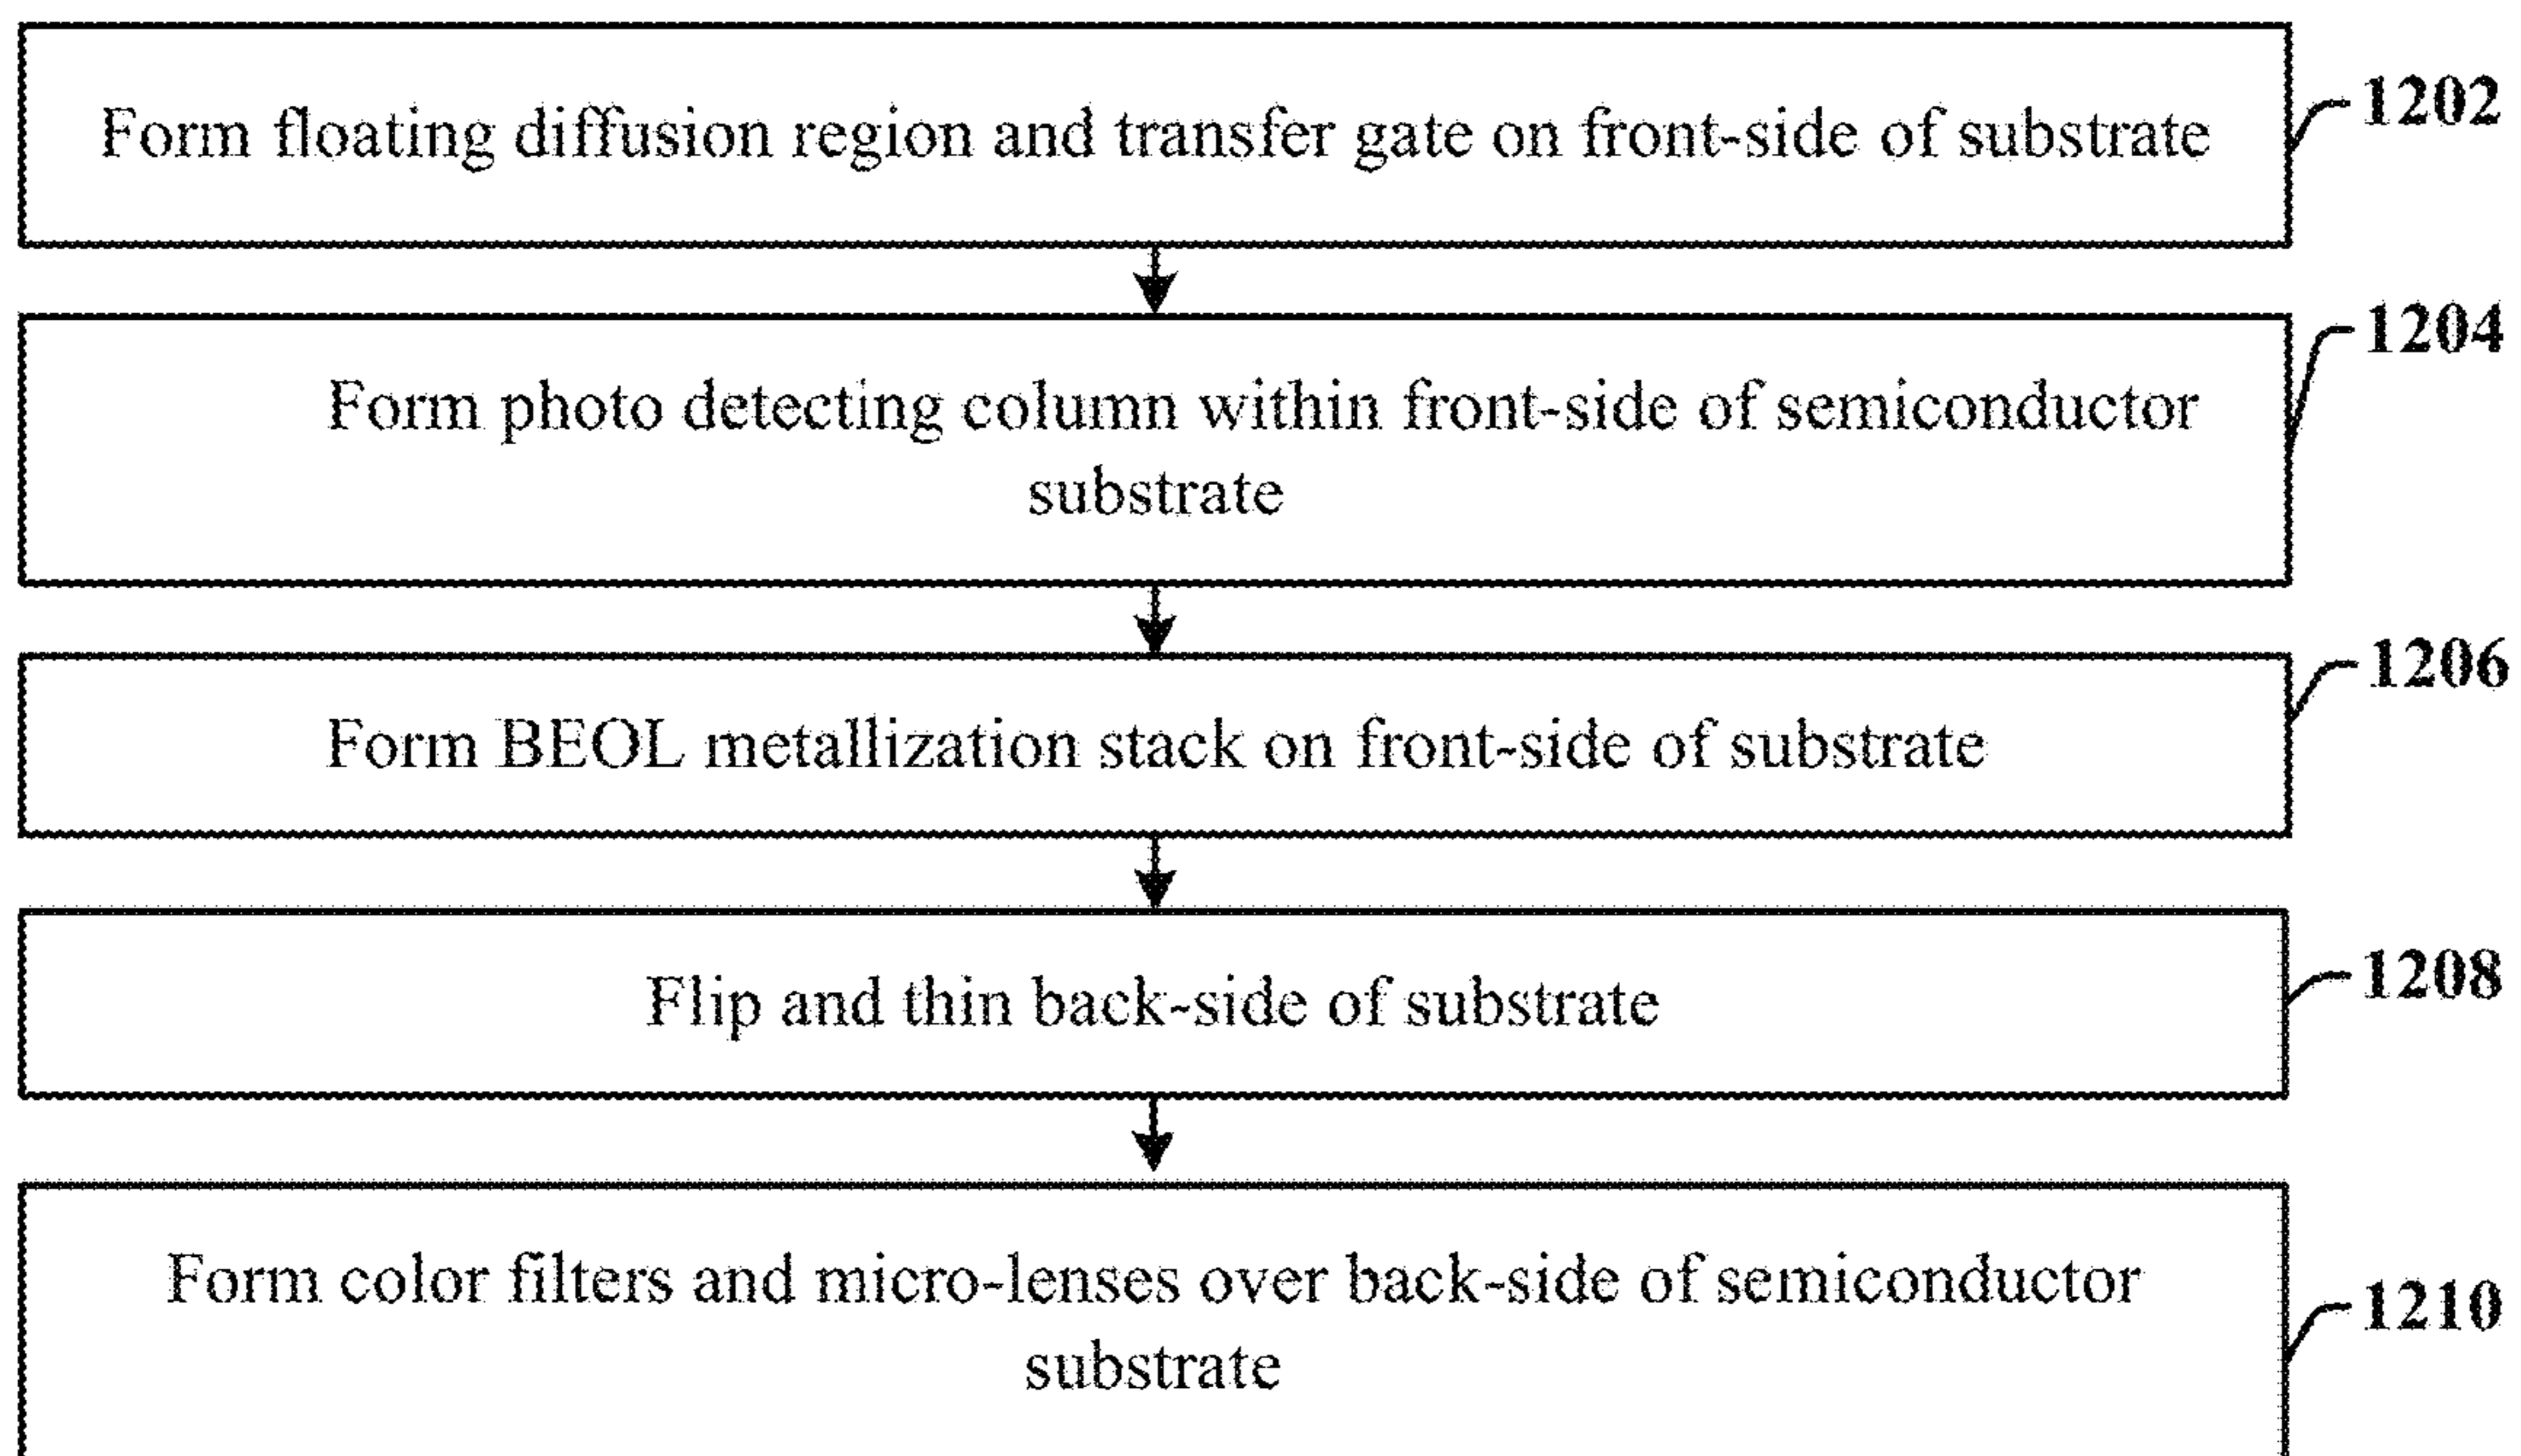 Form floating diffusion region and transfer gate on front-side of substrate
1202
Form photo detecting column within front-side of semiconductor
substrate
1204
Form BEOL metallization stack on front-side of substrate
1206
Flip and thin back-side of substrate
1208
Form color filters and micro-lenses over back-side of semiconductor
substrate
1210